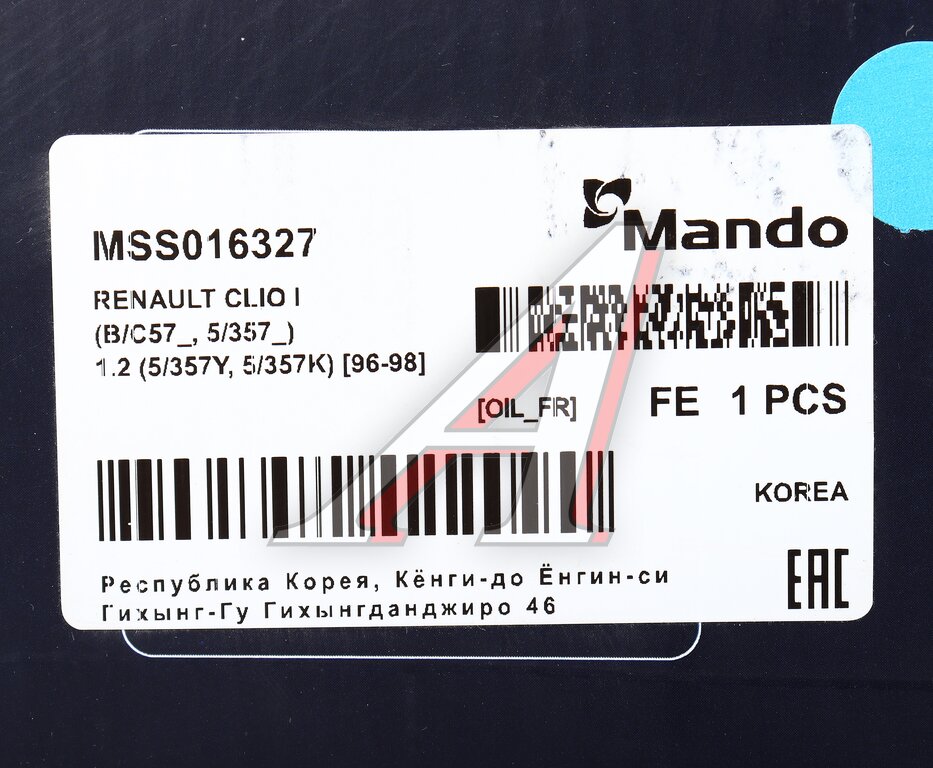 Mando
MSS016327
RENAULT CLIO I
(B/C57_, 5/357_)
1.2 (5/357Y, 5/357K) [96-98]
[OIL_FR] FE 1 PCS
KOREA
Республика Корея, Кёнги-до Ёнгин-си
Гихынг-Гу Гихынгданджиро 46
EAC